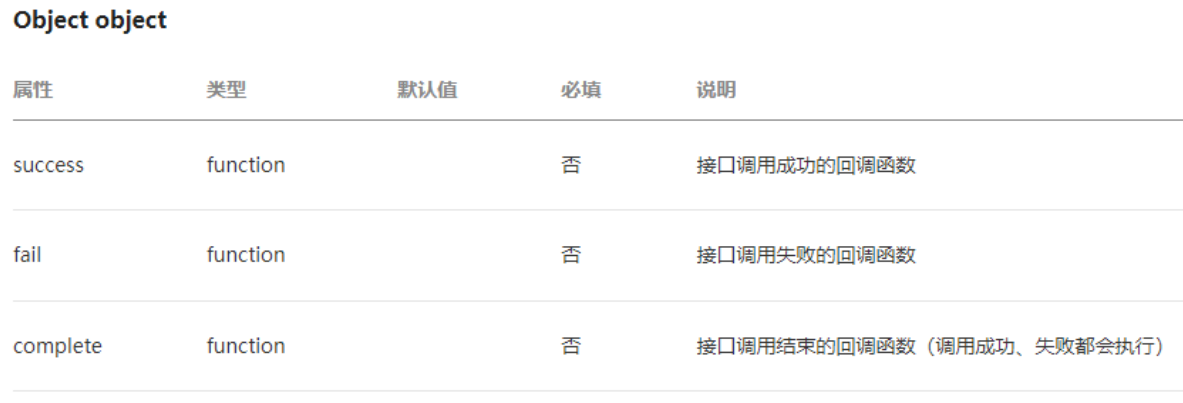 Object object
属性 类型 默认值 必填 说明
success function 否 接口调用成功的回调函数
fail function 否 接口调用失败的回调函数
complete function 否 接口调用结束的回调函数（调用成功、失败都会执行）